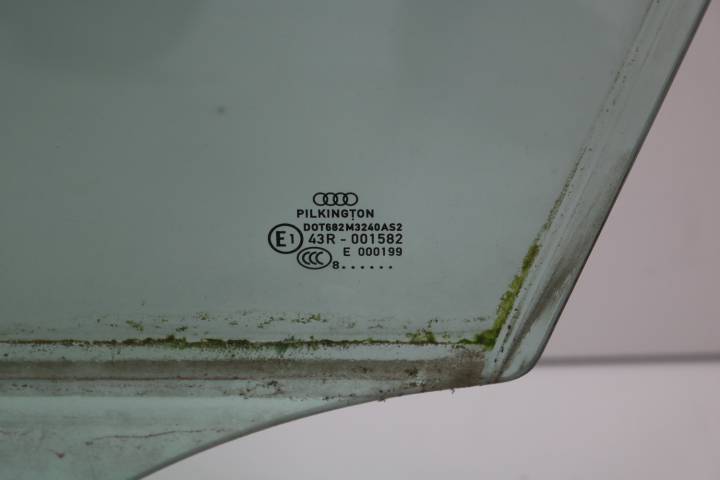 PILKINGTON
DOT682M3240AS2
E1 43R - 001582
E 000199
CCC 8.......